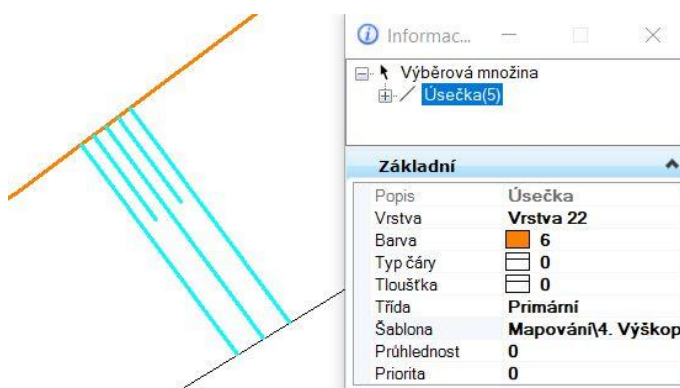 Informac...
Výběrová množina
Úsečka(5)
Základní
Popis Úsečka
Vrstva Vrstva 22
Barva 6
Typ čáry 0
Tloušťka 0
Třída Primární
Šablona Mapování\4. Výškop
Průhlednost 0
Priorita 0